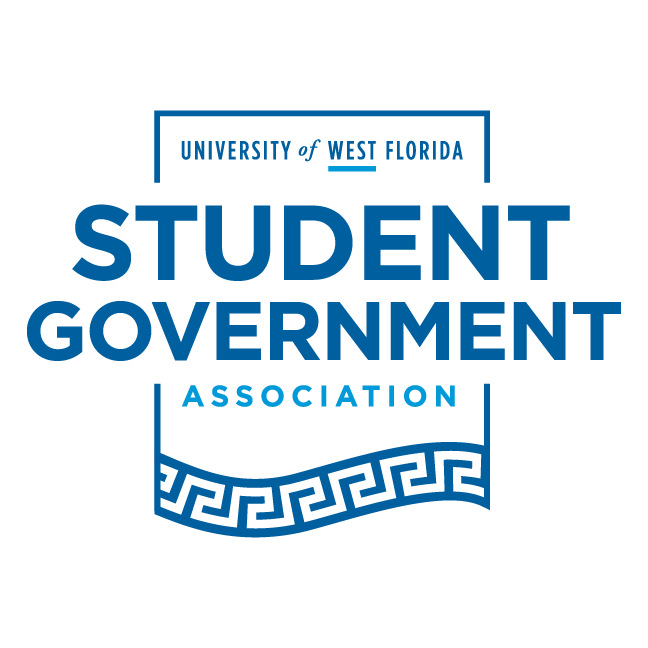 UNIVERSITY of WEST FLORIDA
STUDENT
GOVERNMENT
ASSOCIATION